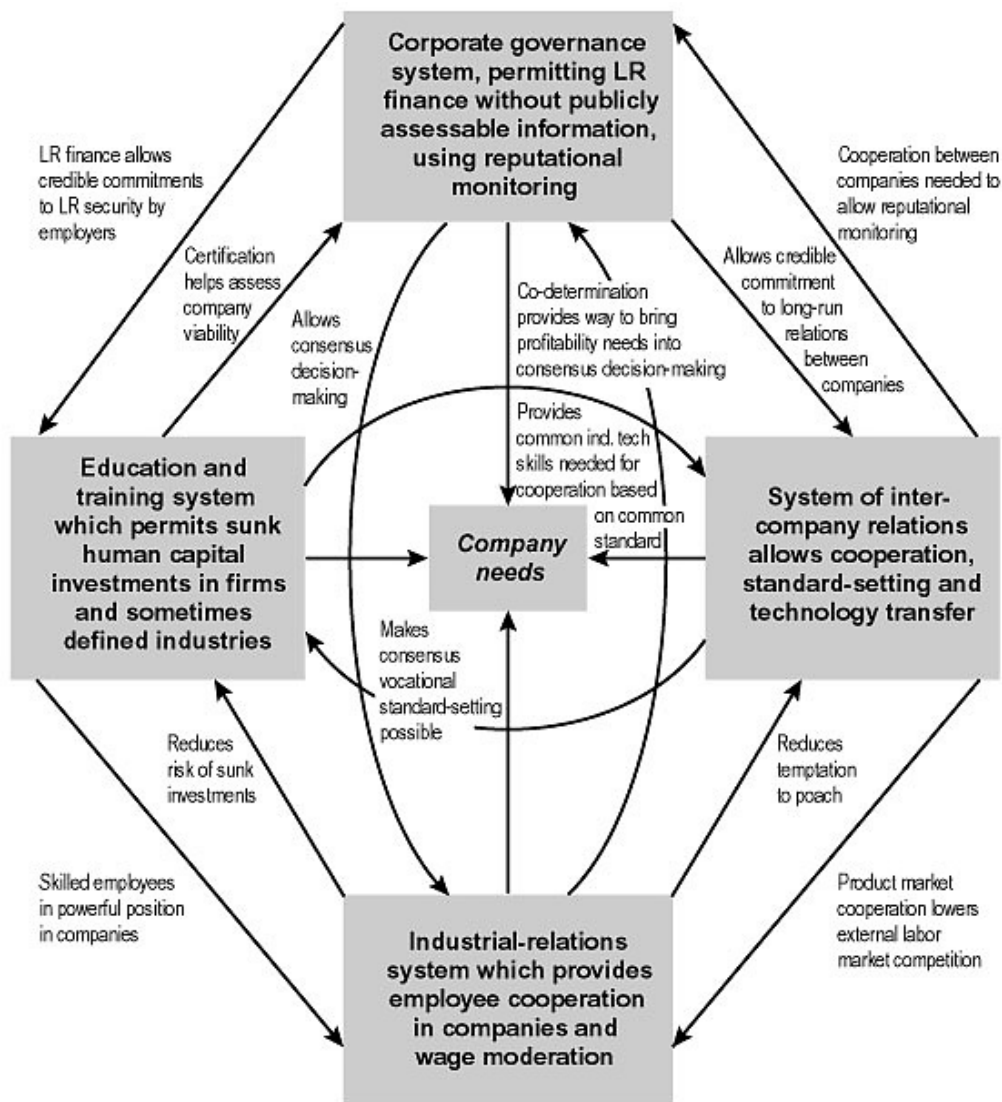 Corporate governance
system, permitting LR
finance without publicly
assessable information,
using reputational
monitoring
LR finance allows
credible commitments
to LR security by
employers
Cooperation between
companies needed to
allow reputational
monitoring
Certification
helps assess
company
viability
Allows
consensus
decision-
making
Co-determination
provides way to bring
profitability needs into
consensus decision-making
Allows credible
commitment
to long-run
relations
between
companies
Provides
common ind. tech
skills needed for
cooperation based
on common
standard
Education and
training system
which permits sunk
human capital
investments in firms
and sometimes
defined industries
Company
needs
System of inter-
company relations
allows cooperation,
standard-setting and
technology transfer
Makes
consensus
vocational
standard-setting
possible
Reduces
risk of sunk
investments
Reduces
temptation
to poach
Skilled employees
in powerful position
in companies
Product market
cooperation lowers
external labor
market competition
Industrial-relations
system which provides
employee cooperation
in companies and
wage moderation